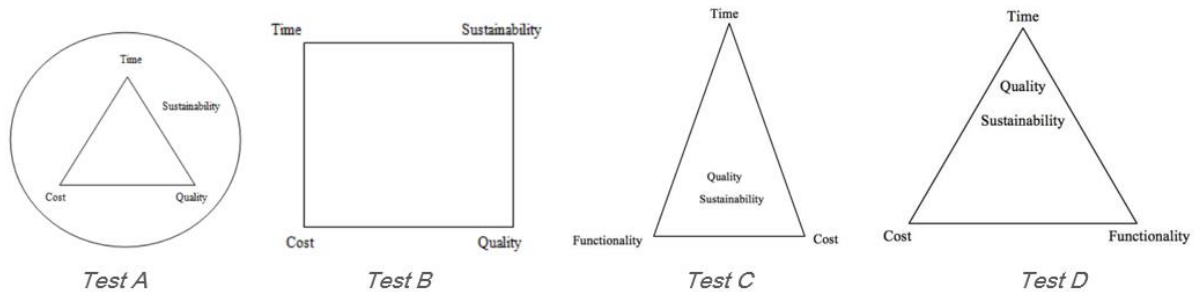 Time
Sustainability
Cost
Quality
Test A
Time
Sustainability
Cost
Quality
Test B
Time
Quality
Sustainability
Functionality
Cost
Test C
Time
Quality
Sustainability
Cost
Functionality
Test D